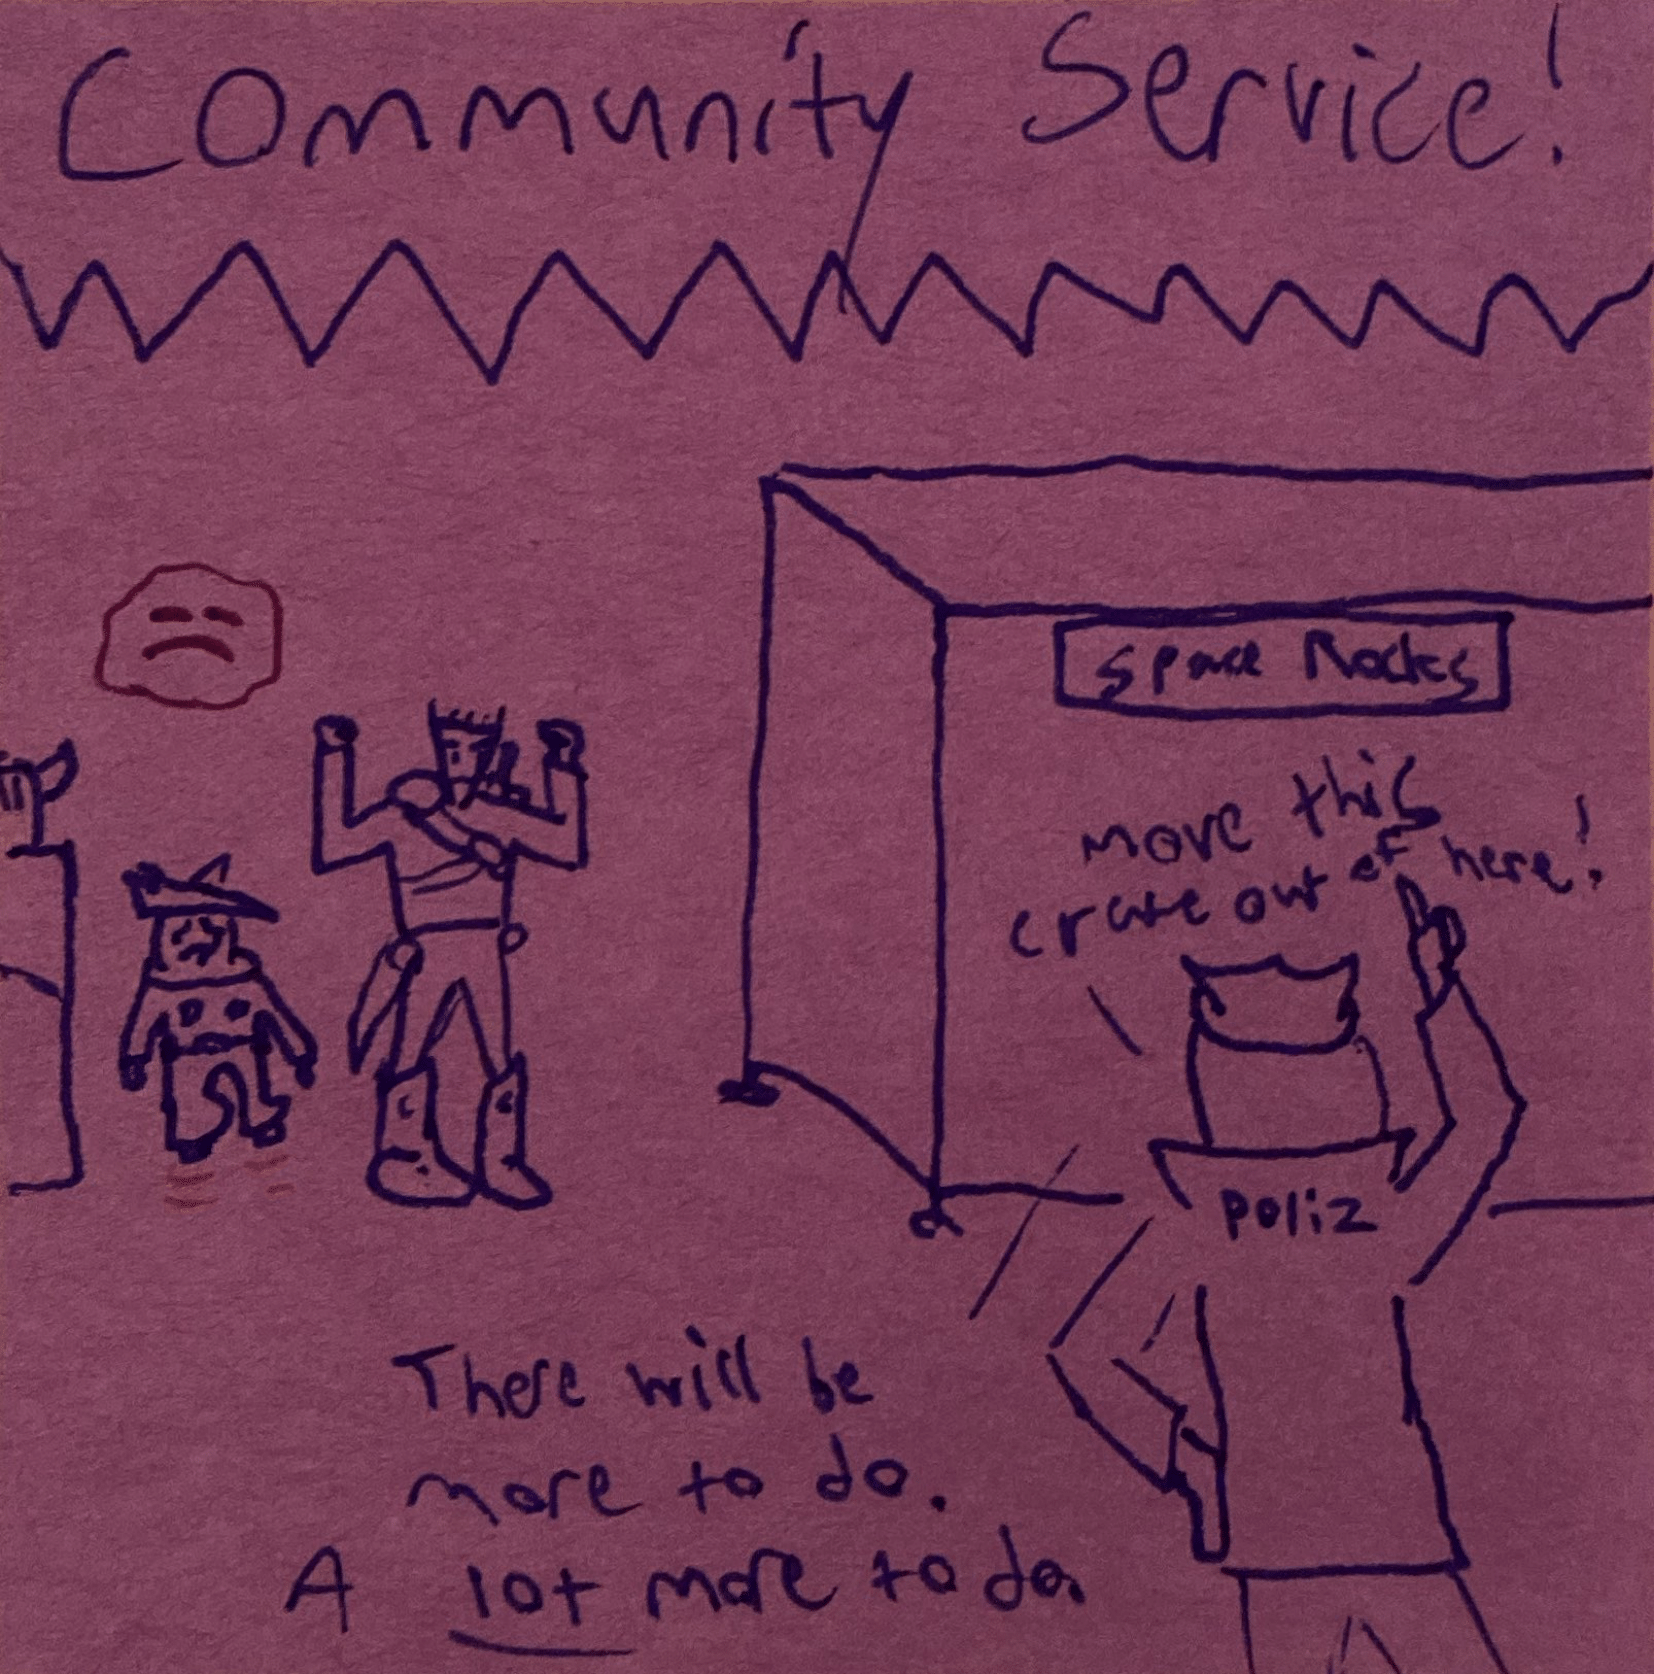 Community Service!
Space Rocks
move this
crate out of here!
poliz
There will be
more to do.
A lot more to do.